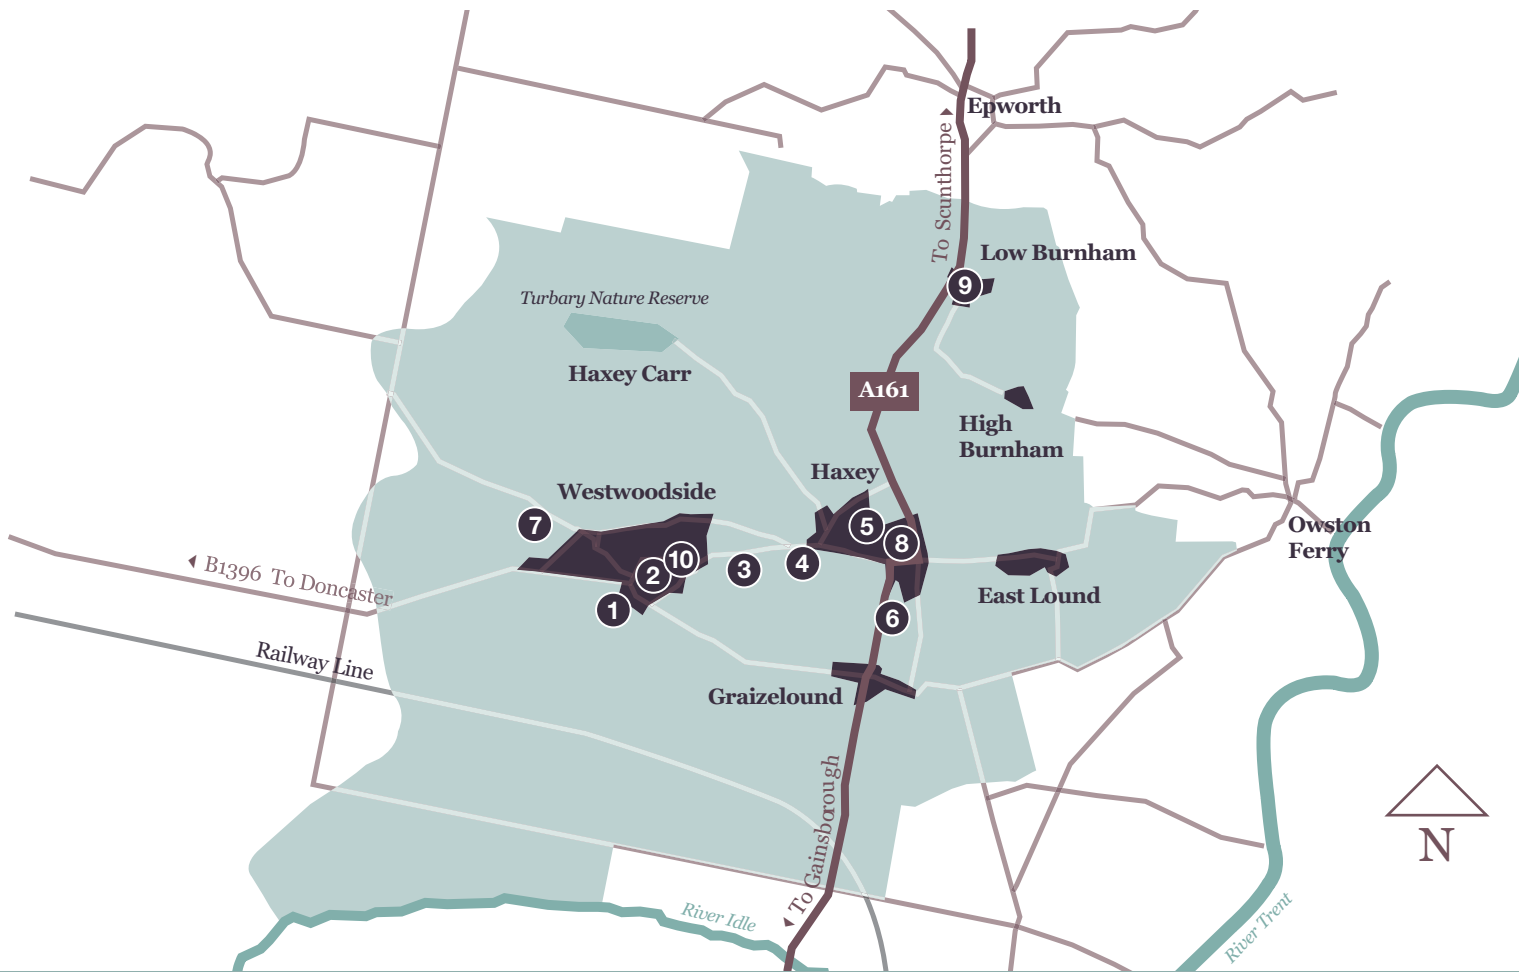 Epworth
To Scunthorpe
Low Burnham
9
Turbary Nature Reserve
Haxey Carr
A161
High
Burnham
Haxey
Westwoodside
7
5
8
10
2
3
4
1
6
Owston
Ferry
East Lound
B1396 To Doncaster
Railway Line
Graizelound
To Gainsborough
River Idle
River Trent
N